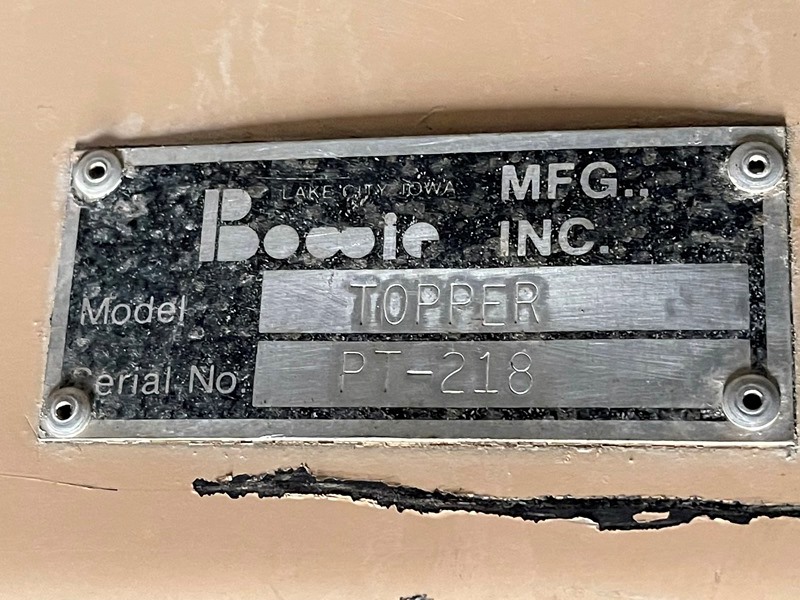 LAKE CITY, IOWA
Bowie MFG..
INC.
Model TOPPER
Serial No PT-218